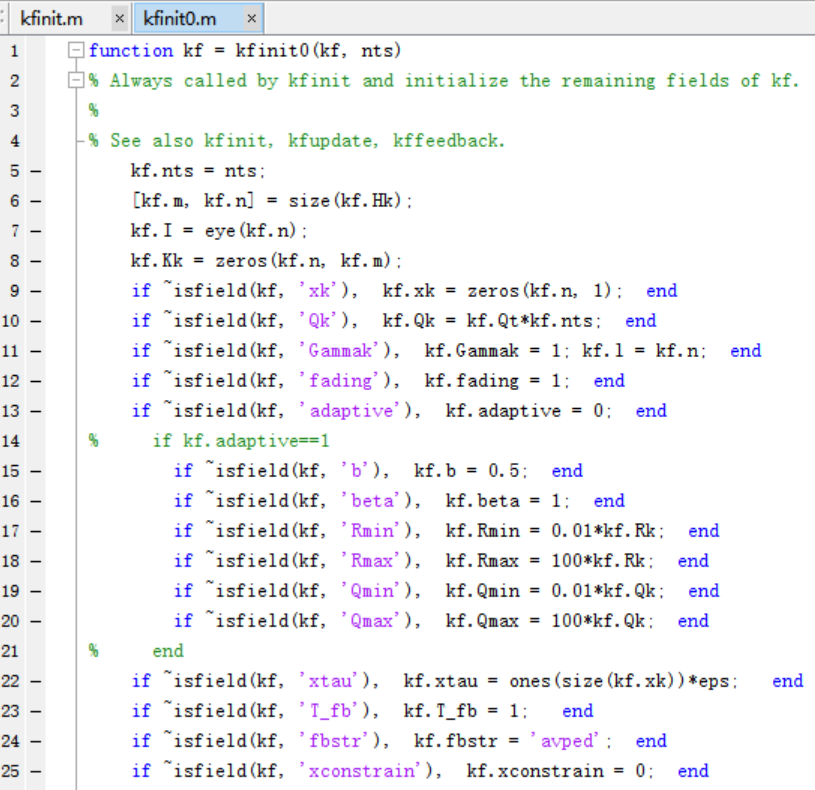 kfinit.m × kfinit0.m ×
1 function kf = kfinit0(kf, nts)
2 % Always called by kfinit and initialize the remaining fields of kf.
3 %
4 % See also kfinit, kfupdate, kffeedback.
5 – kf.nts = nts;
6 – [kf.m, kf.n] = size(kf.Hk);
7 – kf.I = eye(kf.n);
8 – kf.Kk = zeros(kf.n, kf.m);
9 – if ~isfield(kf, 'xk'), kf.xk = zeros(kf.n, 1); end
10 – if ~isfield(kf, 'Qk'), kf.Qk = kf.Qt*kf.nts; end
11 – if ~isfield(kf, 'Gammak'), kf.Gammak = 1; kf.l = kf.n; end
12 – if ~isfield(kf, 'fading'), kf.fading = 1; end
13 – if ~isfield(kf, 'adaptive'), kf.adaptive = 0; end
14 % if kf.adaptive==1
15 – if ~isfield(kf, 'b'), kf.b = 0.5; end
16 – if ~isfield(kf, 'beta'), kf.beta = 1; end
17 – if ~isfield(kf, 'Rmin'), kf.Rmin = 0.01*kf.Rk; end
18 – if ~isfield(kf, 'Rmax'), kf.Rmax = 100*kf.Rk; end
19 – if ~isfield(kf, 'Qmin'), kf.Qmin = 0.01*kf.Qk; end
20 – if ~isfield(kf, 'Qmax'), kf.Qmax = 100*kf.Qk; end
21 % end
22 – if ~isfield(kf, 'xtau'), kf.xtau = ones(size(kf.xk))*eps; end
23 – if ~isfield(kf, 'T_fb'), kf.T_fb = 1; end
24 – if ~isfield(kf, 'fbstr'), kf.fbstr = 'avped'; end
25 – if ~isfield(kf, 'xconstrain'), kf.xconstrain = 0; end